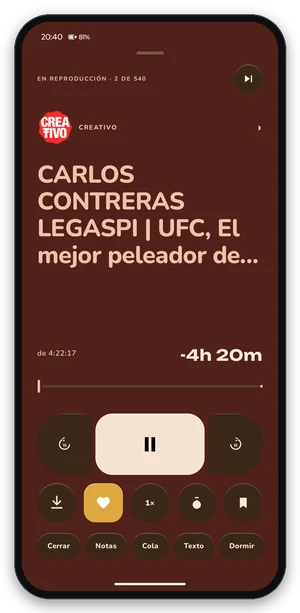 20:40 81%
EN REPRODUCCIÓN · 2 DE 540
CREA
TIVO
CREATIVO
CARLOS
CONTRERAS
LEGASPI | UFC, El
mejor peleador de...
de 4:22:17
-4h 20m
1×
Cerrar
Notas
Cola
Texto
Dormir